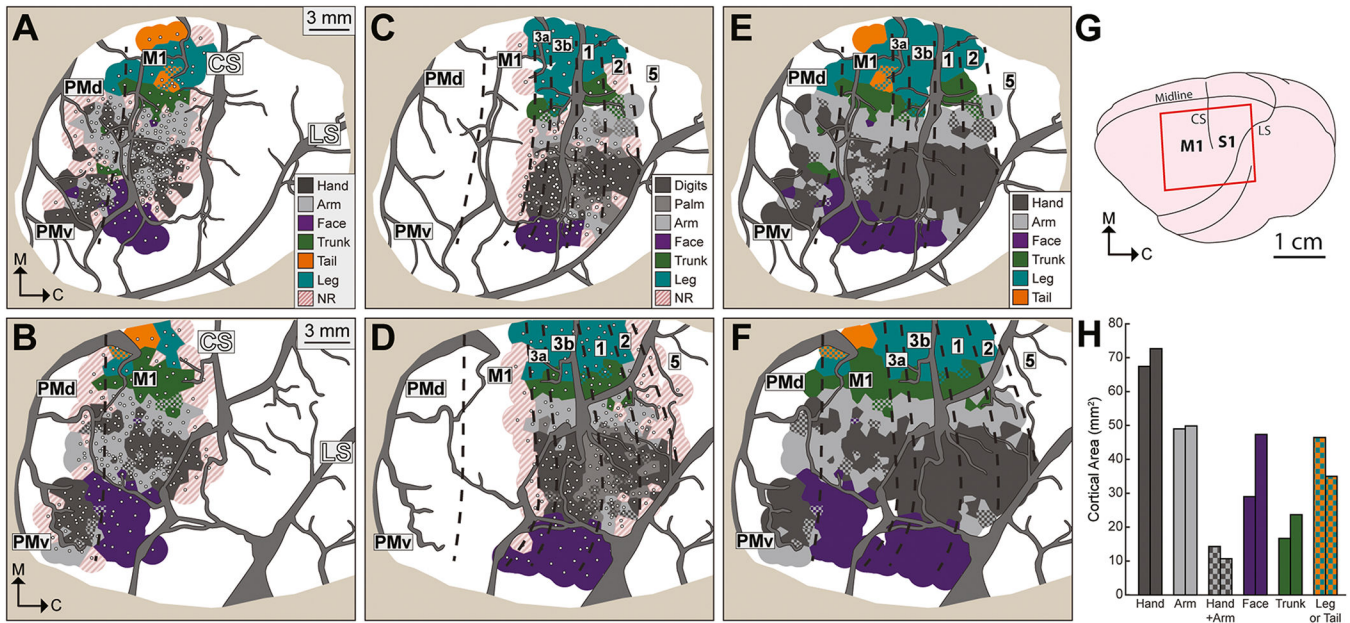 A
3 mm
M1
CS
PMd
LS
Hand
Arm
Face
Trunk
Tail
Leg
NR
PMv
M
C
C
3a
3b
1
2
5
M1
PMd
PMv
Digits
Palm
Arm
Face
Trunk
Leg
NR
E
3a
3b
1
2
5
M1
PMd
PMv
Hand
Arm
Face
Trunk
Leg
Tail
G
Midline
CS
LS
M1
S1
M
C
1 cm
B
3 mm
CS
PMd
M1
LS
PMv
M
C
D
3b
3a
1
2
5
M1
PMd
PMv
F
3b
3a
1
2
5
M1
PMd
PMv
H
Cortical Area (mm²)
80
70
60
50
40
30
20
10
0
Hand
Arm
Hand
+Arm
Face
Trunk
Leg
or Tail